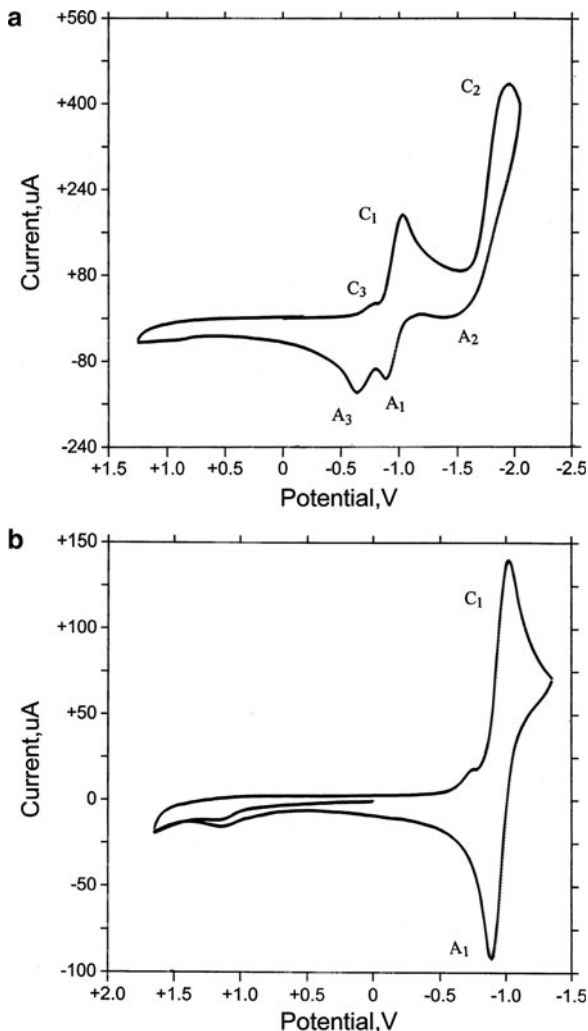 a
+560
+400
+240
+80
-80
-240
Current,uA
C2
C1
C3
A2
A3
A1
+1.5 +1.0 +0.5 0 -0.5 -1.0 -1.5 -2.0 -2.5
Potential,V
b
+150
+100
+50
0
-50
-100
Current,uA
C1
A1
+2.0 +1.5 +1.0 +0.5 0 -0.5 -1.0 -1.5
Potential,V